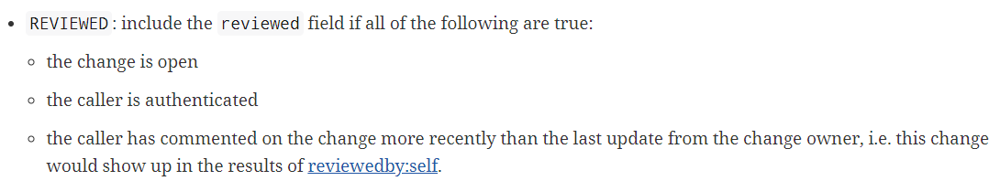 REVIEWED: include the reviewed field if all of the following are true:
the change is open
the caller is authenticated
the caller has commented on the change more recently than the last update from the change owner, i.e. this change
would show up in the results of reviewedby:self.